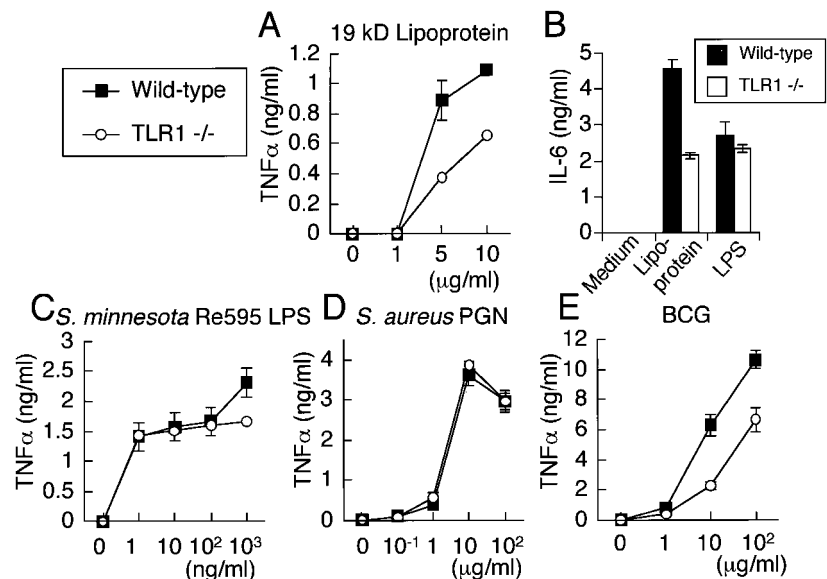 A 19 kD Lipoprotein
Wild-type
TLR1 -/-
TNFα (ng/ml)
1.2
1
0.8
0.6
0.4
0.2
0
0 1 5 10
(μg/ml)
B
Wild-type
TLR1 -/-
IL-6 (ng/ml)
5
4
3
2
1
0
Medium
Lipo-
protein
LPS
C S. minnesota Re595 LPS
TNFα (ng/ml)
3
2.5
2
1.5
1
0.5
0
0 1 10 10² 10³
(ng/ml)
D S. aureus PGN
TNFα (ng/ml)
4
3
2
1
0
0 10⁻¹ 1 10 10²
(μg/ml)
E BCG
TNFα (ng/ml)
12
10
8
6
4
2
0
0 1 10 10²
(μg/ml)